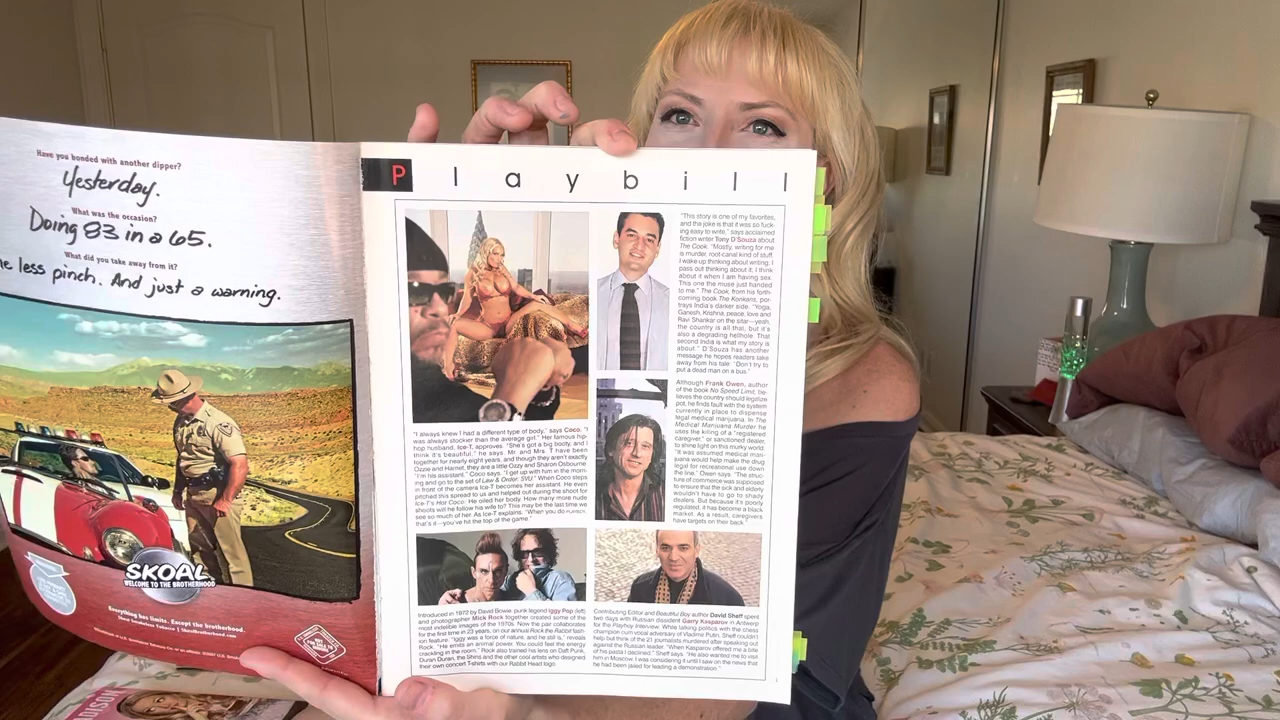 Have you bonded with another dipper?
Yesterday.
What was the occasion?
Doing 83 in a 65.
What did you take away from it?
e less pinch. And just a warning.
SKOAL
WELCOME TO THE BROTHERHOOD
Everything has limits. Except the brotherhood.
Skoal Smokeless Tobacco | SkoalBrotherhood.com
Playbill
"This story is one of my favorites,
and the joke is that it was so fuck-
ing easy to write," says acclaimed
fiction writer Tony D'Souza about
The Cook. "Mostly, writing for me
is murder, root-canal kind of stuff.
I wake up thinking about writing; I
pass out thinking about it; I think
about it when I am having sex.
This one the muse just handed
to me." The Cook, from his forth-
coming book The Konkans, por-
trays India's darker side. "Yoga,
Ganesh, Krishna, peace, love and
Ravi Shankar on the sitar—yeah,
the country is all that, but it's
also a degrading hellhole. That
second India is what my story is
about." D'Souza has another
message he hopes readers take
away from his tale: "Don't try to
put a dead man on a bus."
Although Frank Owen, author
of the book No Speed Limit, be-
lieves the country should legalize
pot, he finds fault with the system
currently in place to dispense
legal medical marijuana. In The
Medical Marijuana Murder he
uses the killing of a "registered
caregiver," or sanctioned dealer,
to shine light on this murky world.
"It was assumed medical mari-
juana would help make the drug
legal for recreational use down
the line," Owen says. "The struc-
ture of commerce was supposed
to ensure that the sick and elderly
wouldn't have to go to shady
dealers. But because it's poorly
regulated, it has become a black
market. As a result, caregivers
have targets on their back."
"I always knew I had a different type of body," says Coco. "I
was always stockier than the average girl." Her famous hip-
hop husband, Ice-T, approves. "She's got a big booty, and I
think it's beautiful," he says. Mr. and Mrs. T have been
together for nearly eight years, and though they aren't exactly
Ozzie and Harriet, they are a little Ozzy and Sharon Osbourne.
"I'm his assistant," Coco says. "I get up with him in the morn-
ing and go to the set of Law & Order: SVU." When Coco steps
in front of the camera Ice-T becomes her assistant. He even
pitched this spread to us and helped out during the shoot for
Ice-T's Hot Coco. He oiled her body. How many more nude
shoots will he follow his wife to? This may be the last time we
see so much of her. As Ice-T explains, "When you do PLAYBOY,
that's it—you've hit the top of the game."
Introduced in 1972 by David Bowie, punk legend Iggy Pop (left)
and photographer Mick Rock together created some of the
most indelible images of the 1970s. Now the pair collaborates
for the first time in 23 years, on our annual Rock the Rabbit fash-
ion feature. "Iggy was a force of nature, and he still is," reveals
Rock. "He emits an animal power. You could feel the energy
cracking in the room." Rock also trained his lens on Daft Punk,
Duran Duran, the Shins and the other cool artists who designed
their own concert T-shirts with our Rabbit Head logo.
Contributing Editor and Beautiful Boy author David Sheff spent
two days with Russian dissident Garry Kasparov in Antwerp
for the Playboy Interview. While talking politics with the chess
champion cum vocal adversary of Vladimir Putin, Sheff couldn't
help but think of the 21 journalists murdered after speaking out
against the Russian leader. "When Kasparov offered me a bite
of his pasta I declined," Sheff says. "He also wanted me to visit
him in Moscow. I was considering it until I saw on the news that
he had been jailed for leading a demonstration."